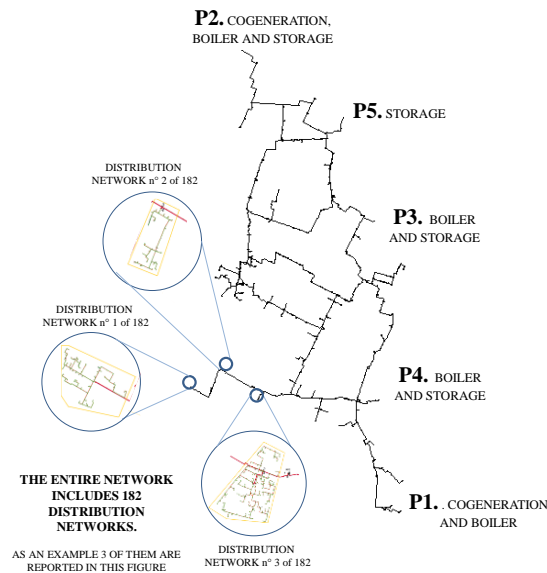 P2. COGENERATION,
BOILER AND STORAGE
P5. STORAGE
DISTRIBUTION
NETWORK n° 2 of 182
P3. BOILER
AND STORAGE
DISTRIBUTION
NETWORK n° 1 of 182
P4. BOILER
AND STORAGE
THE ENTIRE NETWORK
INCLUDES 182
DISTRIBUTION
NETWORKS.
P1. . COGENERATION
AND BOILER
AS AN EXAMPLE 3 OF THEM ARE
REPORTED IN THIS FIGURE
DISTRIBUTION
NETWORK n° 3 of 182